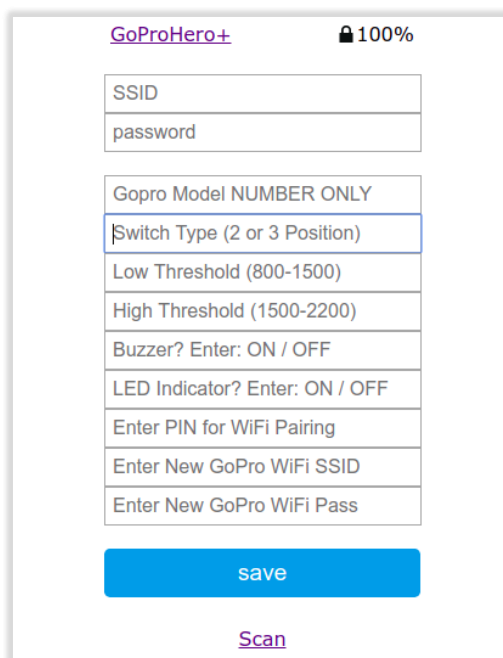 GoProHero+ 100%
SSID
password
Gopro Model NUMBER ONLY
Switch Type (2 or 3 Position)
Low Threshold (800-1500)
High Threshold (1500-2200)
Buzzer? Enter: ON / OFF
LED Indicator? Enter: ON / OFF
Enter PIN for WiFi Pairing
Enter New GoPro WiFi SSID
Enter New GoPro WiFi Pass
save
Scan